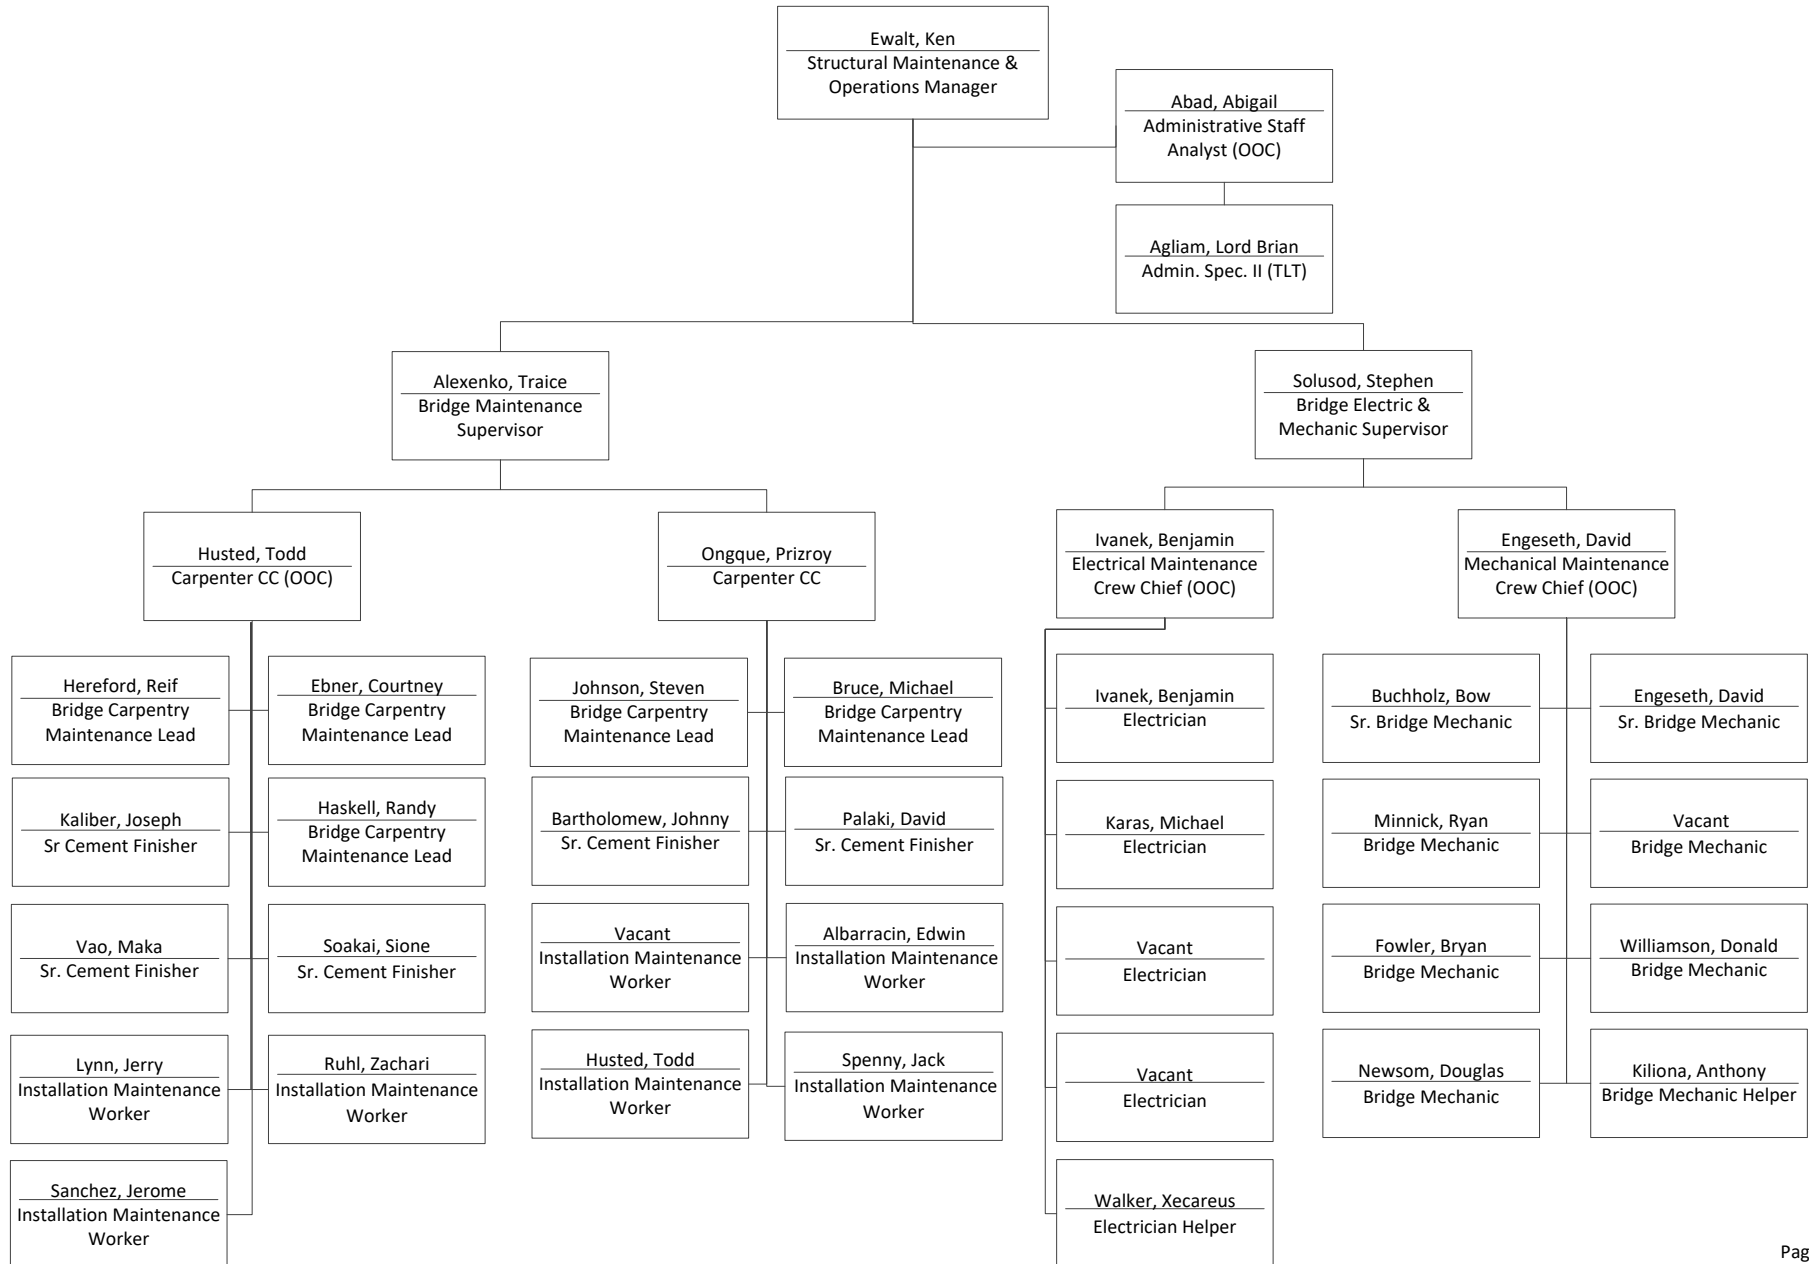 Ewalt, Ken
Structural Maintenance &
Operations Manager
Abad, Abigail
Administrative Staff
Analyst (OOC)
Agliam, Lord Brian
Admin. Spec. II (TLT)
Alexenko, Traice
Bridge Maintenance
Supervisor
Solusod, Stephen
Bridge Electric &
Mechanic Supervisor
Husted, Todd
Carpenter CC (OOC)
Ongque, Prizroy
Carpenter CC
Ivanek, Benjamin
Electrical Maintenance
Crew Chief (OOC)
Engeseth, David
Mechanical Maintenance
Crew Chief (OOC)
Hereford, Reif
Bridge Carpentry
Maintenance Lead
Ebner, Courtney
Bridge Carpentry
Maintenance Lead
Johnson, Steven
Bridge Carpentry
Maintenance Lead
Bruce, Michael
Bridge Carpentry
Maintenance Lead
Ivanek, Benjamin
Electrician
Buchholz, Bow
Sr. Bridge Mechanic
Engeseth, David
Sr. Bridge Mechanic
Kaliber, Joseph
Sr Cement Finisher
Haskell, Randy
Bridge Carpentry
Maintenance Lead
Bartholomew, Johnny
Sr. Cement Finisher
Palaki, David
Sr. Cement Finisher
Karas, Michael
Electrician
Minnick, Ryan
Bridge Mechanic
Vacant
Bridge Mechanic
Vao, Maka
Sr. Cement Finisher
Soakai, Sione
Sr. Cement Finisher
Vacant
Installation Maintenance
Worker
Albarracin, Edwin
Installation Maintenance
Worker
Vacant
Electrician
Fowler, Bryan
Bridge Mechanic
Williamson, Donald
Bridge Mechanic
Lynn, Jerry
Installation Maintenance
Worker
Ruhl, Zachari
Installation Maintenance
Worker
Husted, Todd
Installation Maintenance
Worker
Spenny, Jack
Installation Maintenance
Worker
Vacant
Electrician
Newsom, Douglas
Bridge Mechanic
Kiliona, Anthony
Bridge Mechanic Helper
Sanchez, Jerome
Installation Maintenance
Worker
Walker, Xecareus
Electrician Helper
Pag